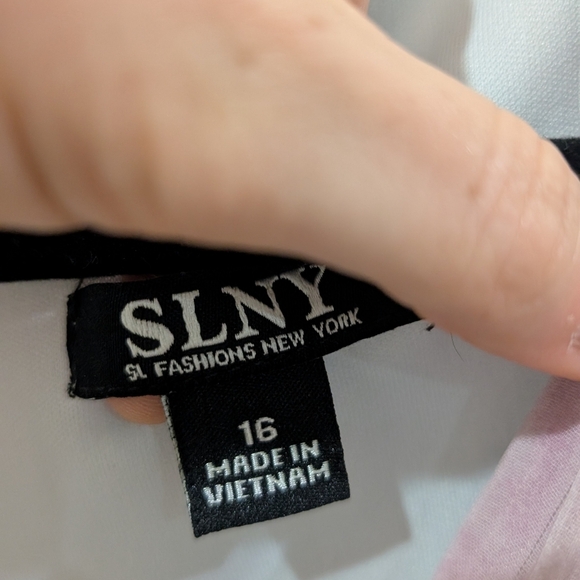 SLNY
SL FASHIONS NEW YORK
16
MADE IN
VIETNAM